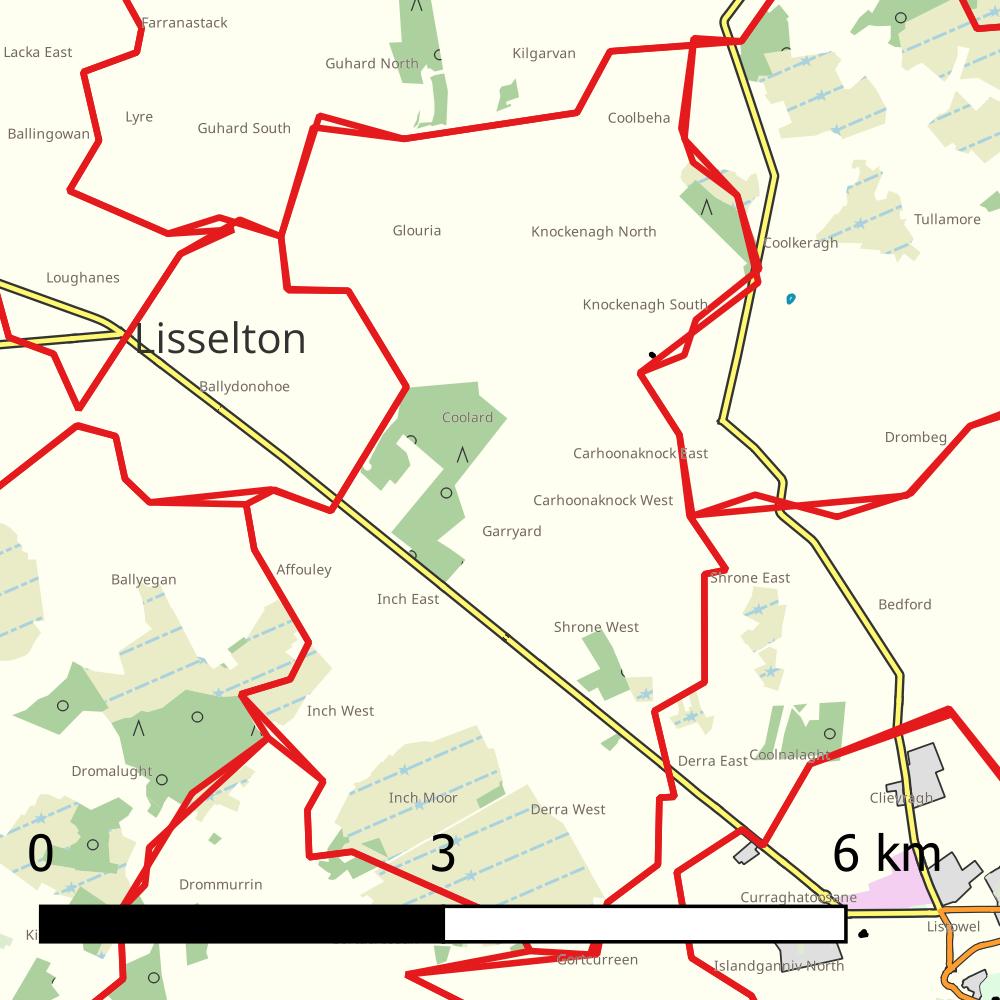 Farranastack
Lacka East
Kilgarvan
Guhard North
Lyre
Coolbeha
Guhard South
Ballingowan
Tullamore
Glouria
Knockenagh North
Coolkeragh
Loughanes
Knockenagh South
Lisselton
Ballydonohoe
Coolard
Drombeg
Carhoonaknock East
Carhoonaknock West
Garryard
Affouley
Shrone East
Ballyegan
Inch East
Bedford
Shrone West
Inch West
Coolnalaght
Derra East
Dromalught
Inch Moor
Clievragh
Derra West
0 3 6 km
Drommurrin
Curraghatoosane
Listowel
Ki
Gortcurreen
Islandganniv North